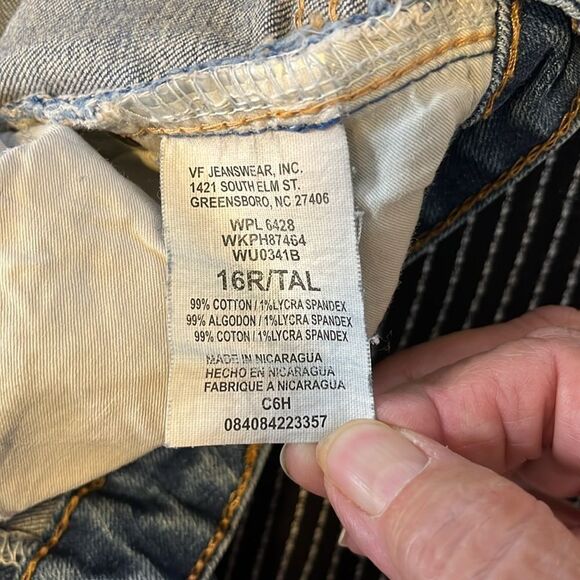 VF JEANSWEAR, INC.
1421 SOUTH ELM ST.
GREENSBORO, NC 27406
WPL 6428
WKPH87464
WU0341B
16R/TAL
99% COTTON / 1%LYCRA SPANDEX
99% ALGODON / 1%LYCRA SPANDEX
99% COTON / 1%LYCRA SPANDEX
MADE IN NICARAGUA
HECHO EN NICARAGUA
FABRIQUE A NICARAGUA
C6H
084084223357